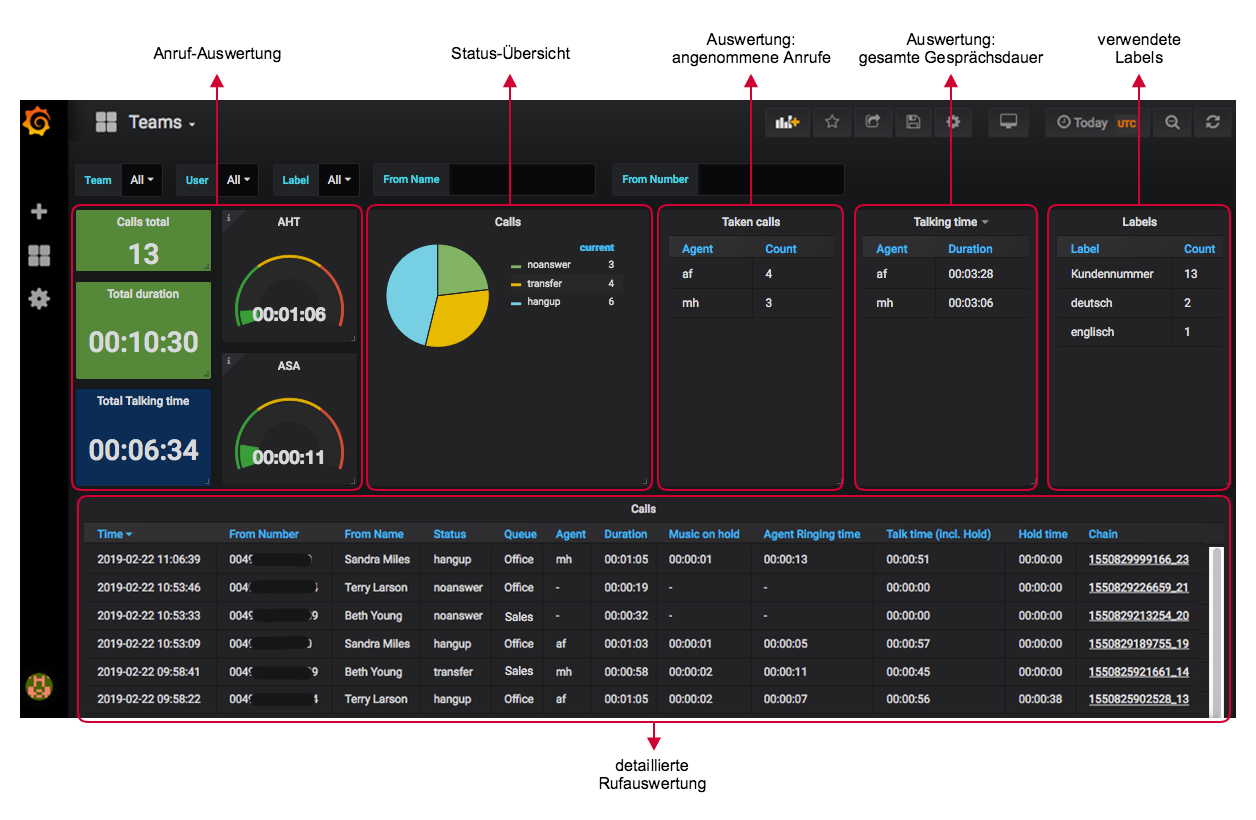 Anruf-Auswertung
Status-Übersicht
Auswertung:
angenommene Anrufe
Auswertung:
gesamte Gesprächsdauer
verwendete
Labels
Teams
Today UTC
Team All User All Label All From Name From Number
Calls total
13
Total duration
00:10:30
Total Talking time
00:06:34
i
AHT
00:01:06
i
ASA
00:00:11
Calls
current
noanswer 3
transfer 4
hangup 6
Taken calls
Agent Count
af 4
mh 3
Talking time
Agent Duration
af 00:03:28
mh 00:03:06
Labels
Label Count
Kundennummer 13
deutsch 2
englisch 1
Calls
Time From Number From Name Status Queue Agent Duration Music on hold Agent Ringing time Talk time (incl. Hold) Hold time Chain
2019-02-22 11:06:39 0049 Sandra Miles hangup Office mh 00:01:05 00:00:01 00:00:13 00:00:51 00:00:00 1550829999166_23
2019-02-22 10:53:46 004 Terry Larson noanswer Office - 00:00:19 - - 00:00:00 00:00:00 1550829226659_21
2019-02-22 10:53:33 004 9 Beth Young noanswer Sales - 00:00:32 - - 00:00:00 00:00:00 1550829213254_20
2019-02-22 10:53:09 004 Sandra Miles hangup Office af 00:01:03 00:00:01 00:00:05 00:00:57 00:00:00 1550829189755_19
2019-02-22 09:58:41 0049 9 Beth Young transfer Sales mh 00:00:58 00:00:02 00:00:11 00:00:45 00:00:00 1550825921661_14
2019-02-22 09:58:22 004 4 Terry Larson hangup Office af 00:01:05 00:00:02 00:00:07 00:00:56 00:00:38 1550825902528_13
detaillierte
Rufauswertung